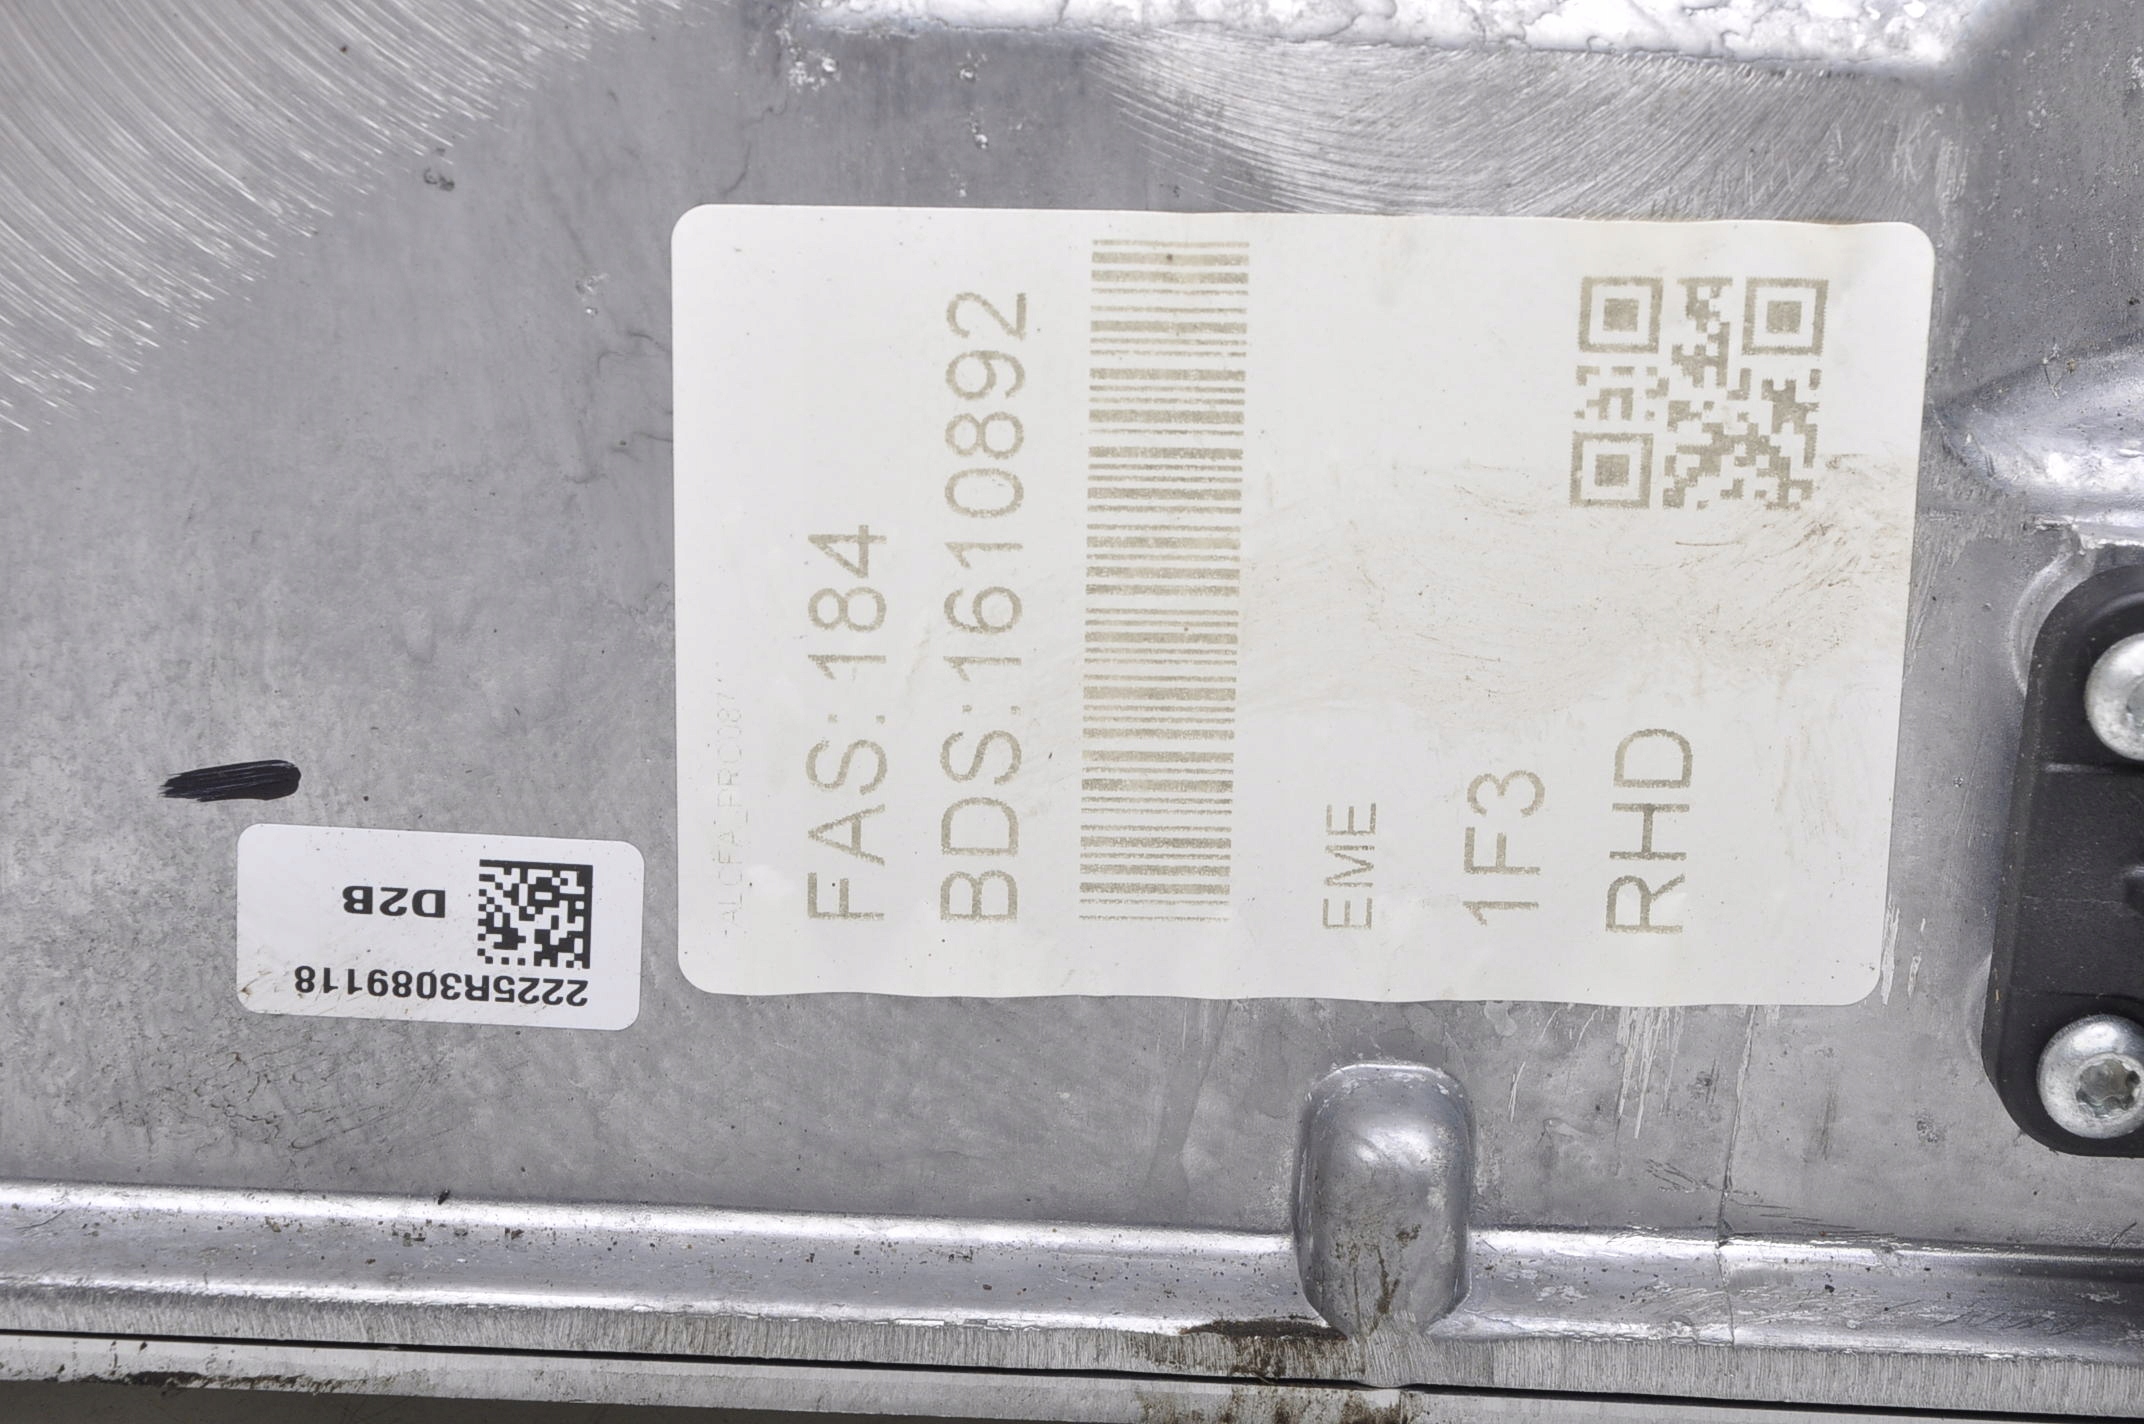 FAS:184
BDS:1610892
EME
1F3
RHD
2225R3089118
D2B